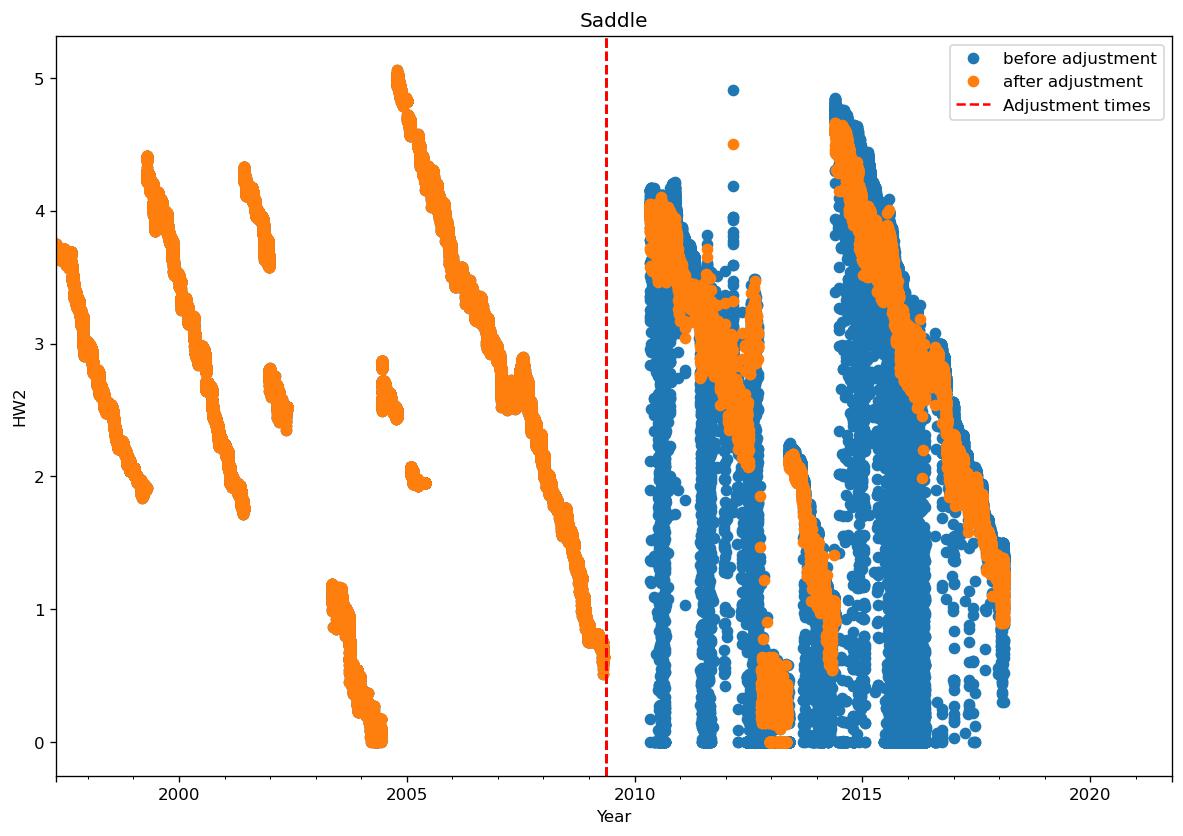 Saddle
before adjustment
after adjustment
Adjustment times
HW2
5
4
3
2
1
0
2000 2005 2010 2015 2020
Year